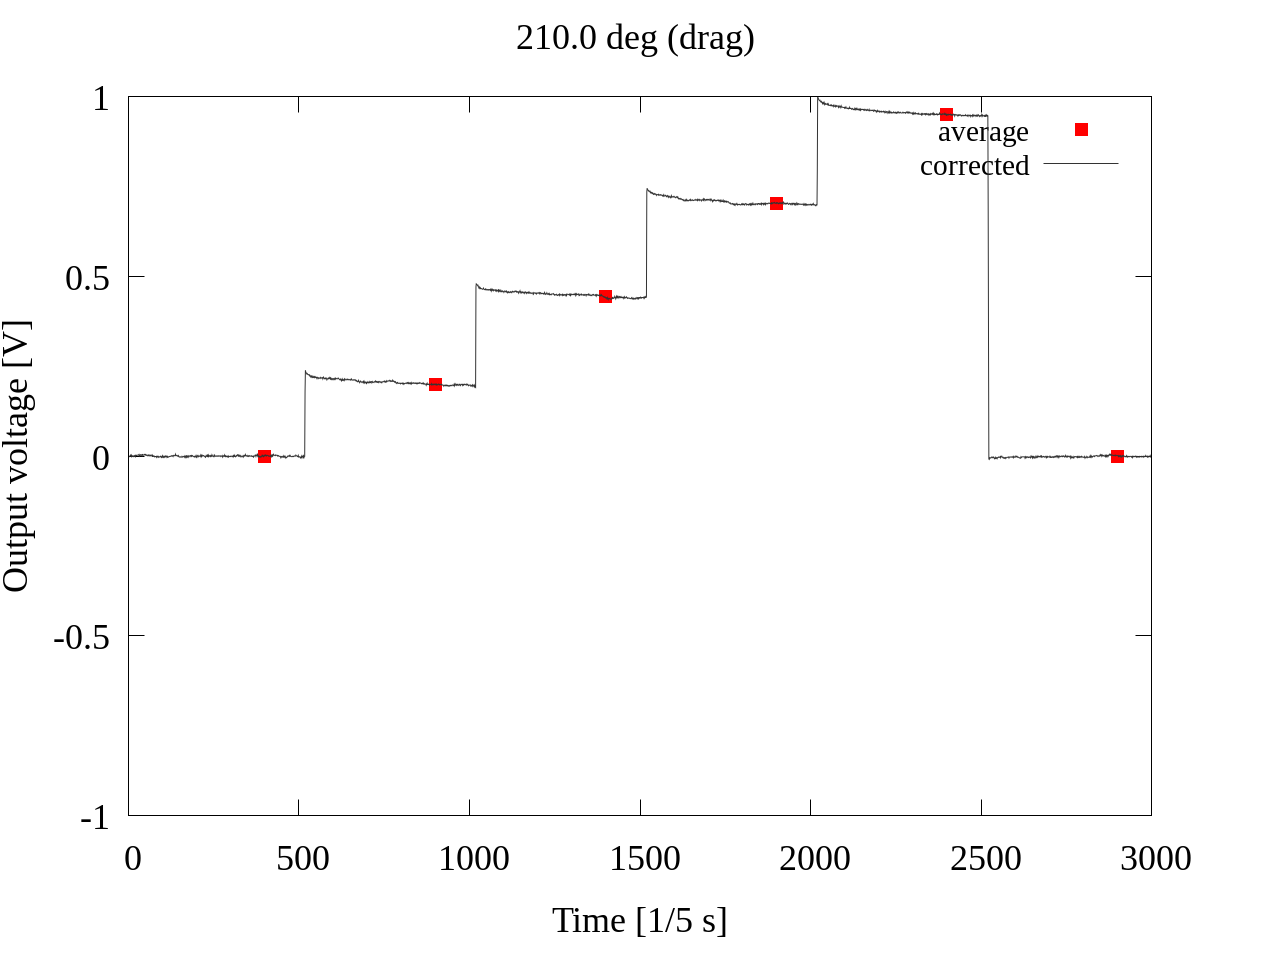 210.0 deg (drag)
1
0.5
0
-0.5
-1
Output voltage [V]
average
corrected
0 500 1000 1500 2000 2500 3000
Time [1/5 s]